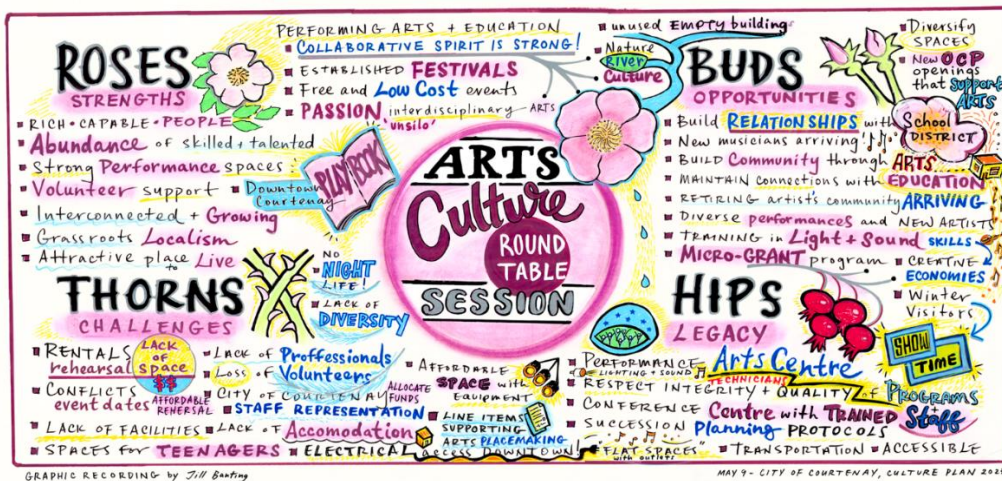 ROSES
STRENGTHS
PERFORMING ARTS + EDUCATION
COLLABORATIVE SPIRIT IS STRONG!
ESTABLISHED FESTIVALS
Free and Low Cost events
PASSION interdisciplinary ARTS
"unsilo"
RICH • CAPABLE • PEOPLE
Abundance of skilled + talented
Strong Performance spaces
Volunteer support
Downtown Courtenay
PLAY BOOK
Interconnected + Growing
Grassroots Localism
Attractive place to Live
ARTS
Culture
ROUND
TABLE
SESSION
unused EMPTY buildings
Nature
River
Culture
BUDS
OPPORTUNITIES
Diversify
SPACES
New OCP
openings
that Support
ARTS
Build RELATIONSHIPS with School DISTRICT
New musicians arriving
BUILD Community through ARTS EDUCATION
MAINTAIN connections with
RETIRING artist's community ARRIVING
Diverse performances and NEW ARTISTS
TRAINING in Light + Sound SKILLS
MICRO-GRANT program
CREATIVE
ECONOMIES
Winter
Visitors
THORNS
CHALLENGES
NO
NIGHT
LIFE!
LACK OF
DIVERSITY
RENTALS
rehearsal
LACK
OF
SPACE
CONFLICTS
event dates
AFFORDABLE
REHERSAL
LACK OF FACILITIES
SPACES for TEENAGERS
LACK OF Proffessionals
Loss of Volunteers
CITY OF COURTENAY
STAFF REPRESENTATION
ALLOCATE
FUNDS
LACK OF Accomodation
ELECTRICAL access DOWNTOWN!
AFFORDABLE
SPACE with
Equipment
LINE ITEMS
SUPPORTING
ARTS PLACEMAKING
FLAT SPACES
with outlets
HIPS
LEGACY
SHOW
TIME
PERFORMANCE Arts Centre
LIGHTING + SOUND TECHNICIANS
RESPECT INTEGRITY + QUALITY of PROGRAMS
CONFERENCE Centre with TRAINED Staff
SUCCESSION Planning PROTOCOLS
TRANSPORTATION
ACCESSIBLE
GRAPHIC RECORDING by Jill Banting
MAY 9 - CITY OF COURTENAY, CULTURE PLAN